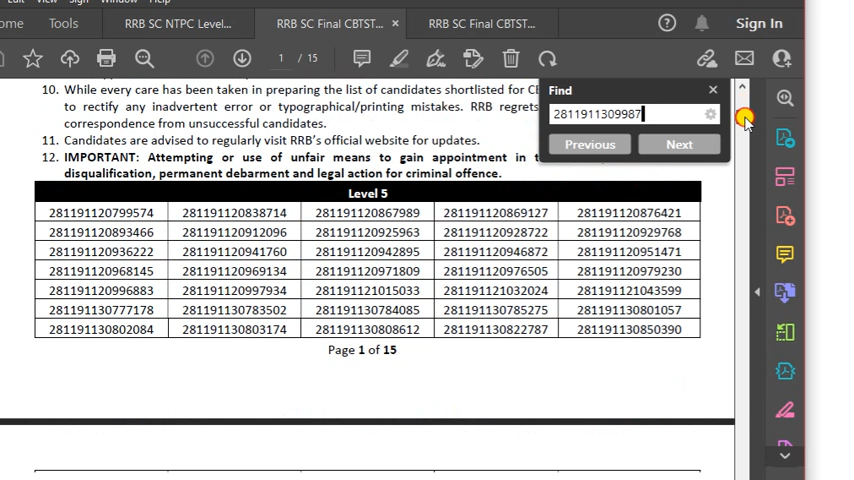 ome Tools RRB SC NTPC Level... RRB SC Final CBTST... × RRB SC Final CBTST... Sign In
1 / 15
10. While every care has been taken in preparing the list of candidates shortlisted for CE
to rectify any inadvertent error or typographical/printing mistakes. RRB regrets
correspondence from unsuccessful candidates.
11. Candidates are advised to regularly visit RRB's official website for updates.
12. IMPORTANT: Attempting or use of unfair means to gain appointment in t
disqualification, permanent debarment and legal action for criminal offence.
Find
2811911309987
Previous Next
Level 5
281191120799574 281191120838714 281191120867989 281191120869127 281191120876421
281191120893466 281191120912096 281191120925963 281191120928722 281191120929768
281191120936222 281191120941760 281191120942895 281191120946872 281191120951471
281191120968145 281191120969134 281191120971809 281191120976505 281191120979230
281191120996883 281191120997934 281191121015033 281191121032024 281191121043599
281191130777178 281191130783502 281191130784085 281191130785275 281191130801057
281191130802084 281191130803174 281191130808612 281191130822787 281191130850390
Page 1 of 15